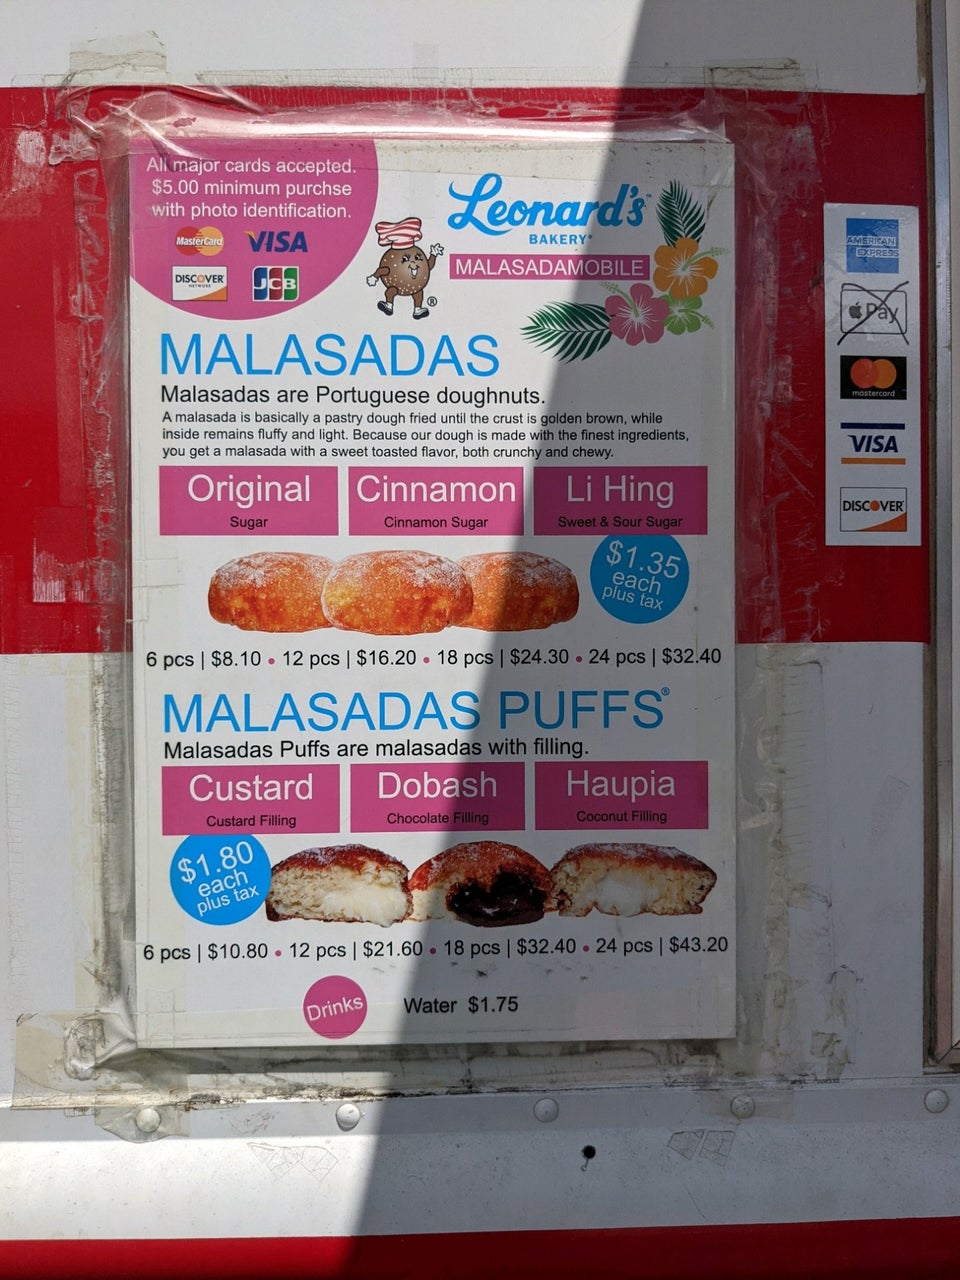 All major cards accepted.
$5.00 minimum purchse
with photo identification.
MasterCard VISA
DISCOVER
NETWORK
JCB
Leonard's™
BAKERY®
MALASADAMOBILE
®
MALASADAS
Malasadas are Portuguese doughnuts.
A malasada is basically a pastry dough fried until the crust is golden brown, while
inside remains fluffy and light. Because our dough is made with the finest ingredients,
you get a malasada with a sweet toasted flavor, both crunchy and chewy.
Original
Sugar
Cinnamon
Cinnamon Sugar
Li Hing
Sweet & Sour Sugar
$1.35
each
plus tax
6 pcs | $8.10 • 12 pcs | $16.20 • 18 pcs | $24.30 • 24 pcs | $32.40
MALASADAS PUFFS®
Malasadas Puffs are malasadas with filling.
Custard
Custard Filling
Dobash
Chocolate Filling
Haupia
Coconut Filling
$1.80
each
plus tax
6 pcs | $10.80 • 12 pcs | $21.60 • 18 pcs | $32.40 • 24 pcs | $43.20
Drinks
Water $1.75
AMERICAN
EXPRESS
Pay
mastercard
VISA
DISCOVER